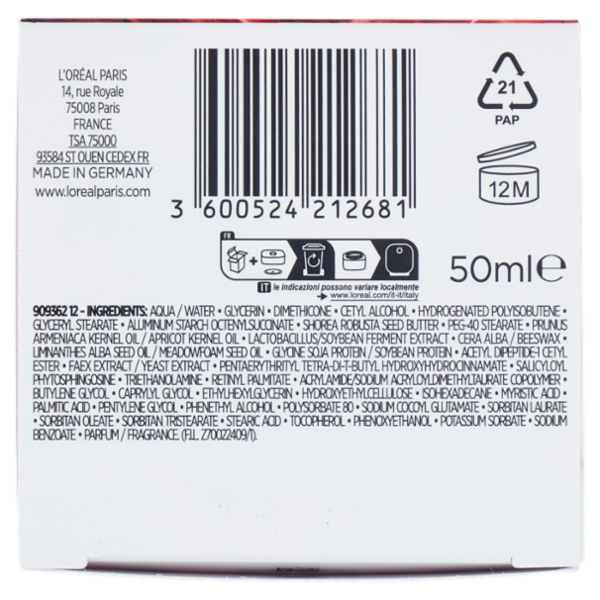 L'ORÉAL PARIS
14, rue Royale
75008 Paris
FRANCE
TSA 75000
93584 ST OUEN CEDEX FR
MADE IN GERMANY
www.lorealparis.com
3 600524 212681
21
PAP
12M
FR
50ml℮
IT le indicazioni possono variare localmente
www.loreal.com/it-it/italy
909362 12 - INGREDIENTS: AQUA / WATER • GLYCERIN • DIMETHICONE • CETYL ALCOHOL • HYDROGENATED POLYISOBUTENE •
GLYCERYL STEARATE • ALUMINUM STARCH OCTENYLSUCCINATE • SHOREA ROBUSTA SEED BUTTER • PEG-40 STEARATE • PRUNUS
ARMENIACA KERNEL OIL / APRICOT KERNEL OIL • LACTOBACILLUS/SOYBEAN FERMENT EXTRACT • CERA ALBA / BEESWAX •
LIMNANTHES ALBA SEED OIL / MEADOWFOAM SEED OIL • GLYCINE SOJA PROTEIN / SOYBEAN PROTEIN • ACETYL DIPEPTIDE-1 CETYL
ESTER • FAEX EXTRACT / YEAST EXTRACT • PENTAERYTHRITYL TETRA-DI-T-BUTYL HYDROXYHYDROCINNAMATE • SALICYLOYL
PHYTOSPHINGOSINE • TRIETHANOLAMINE • RETINYL PALMITATE • ACRYLAMIDE/SODIUM ACRYLOYLDIMETHYLTAURATE COPOLYMER •
BUTYLENE GLYCOL • CAPRYLYL GLYCOL • ETHYLHEXYLGLYCERIN • HYDROXYETHYLCELLULOSE • ISOHEXADECANE • MYRISTIC ACID •
PALMITIC ACID • PENTYLENE GLYCOL • PHENETHYL ALCOHOL • POLYSORBATE 80 • SODIUM COCOYL GLUTAMATE • SORBITAN LAURATE
• SORBITAN OLEATE • SORBITAN TRISTEARATE • STEARIC ACID • TOCOPHEROL • PHENOXYETHANOL • POTASSIUM SORBATE • SODIUM
BENZOATE • PARFUM / FRAGRANCE. (F.I.L. Z70022409/1).